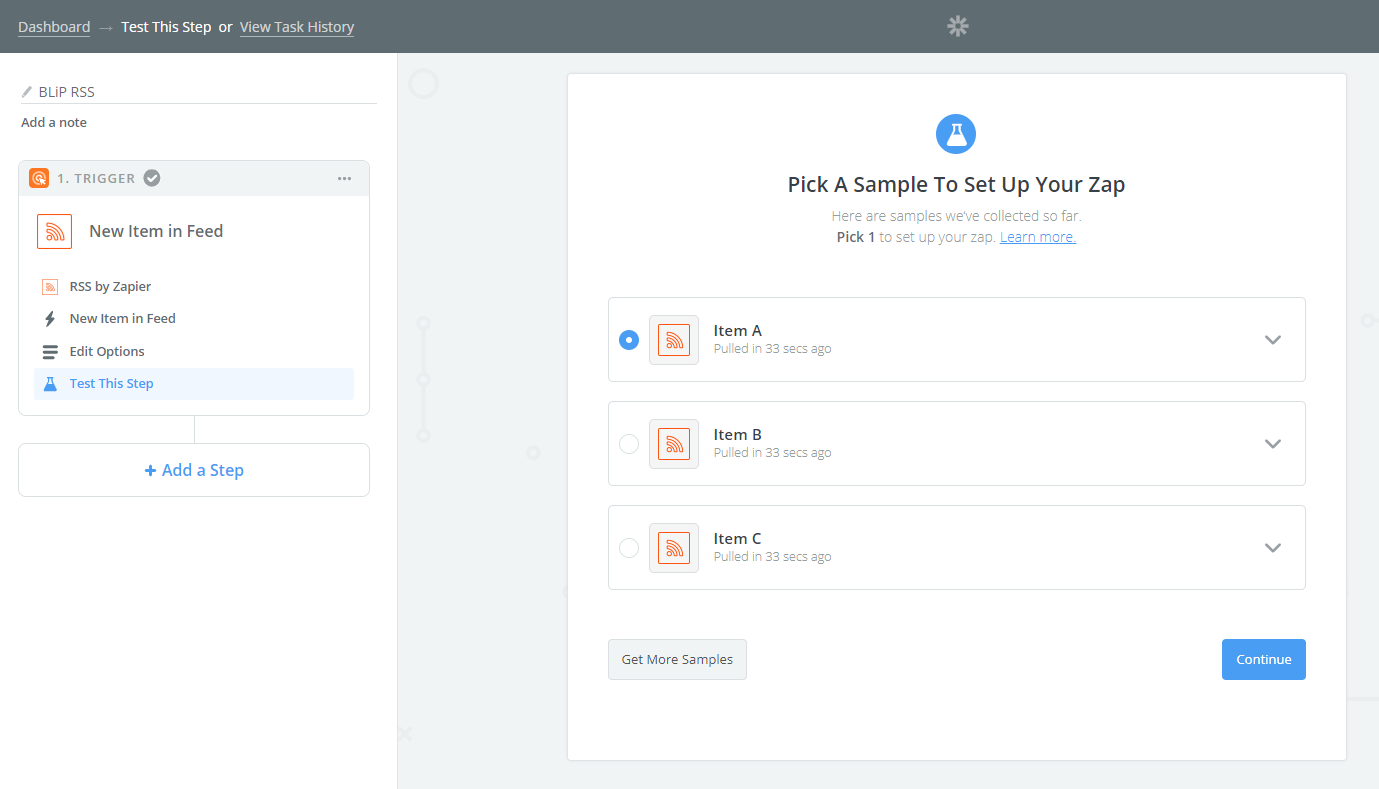 Dashboard → Test This Step or View Task History
BLiP RSS
Add a note
1. TRIGGER
New Item in Feed
RSS by Zapier
New Item in Feed
Edit Options
Test This Step
+ Add a Step
Pick A Sample To Set Up Your Zap
Here are samples we've collected so far.
Pick 1 to set up your zap. Learn more.
Item A
Pulled in 33 secs ago
Item B
Pulled in 33 secs ago
Item C
Pulled in 33 secs ago
Get More Samples
Continue